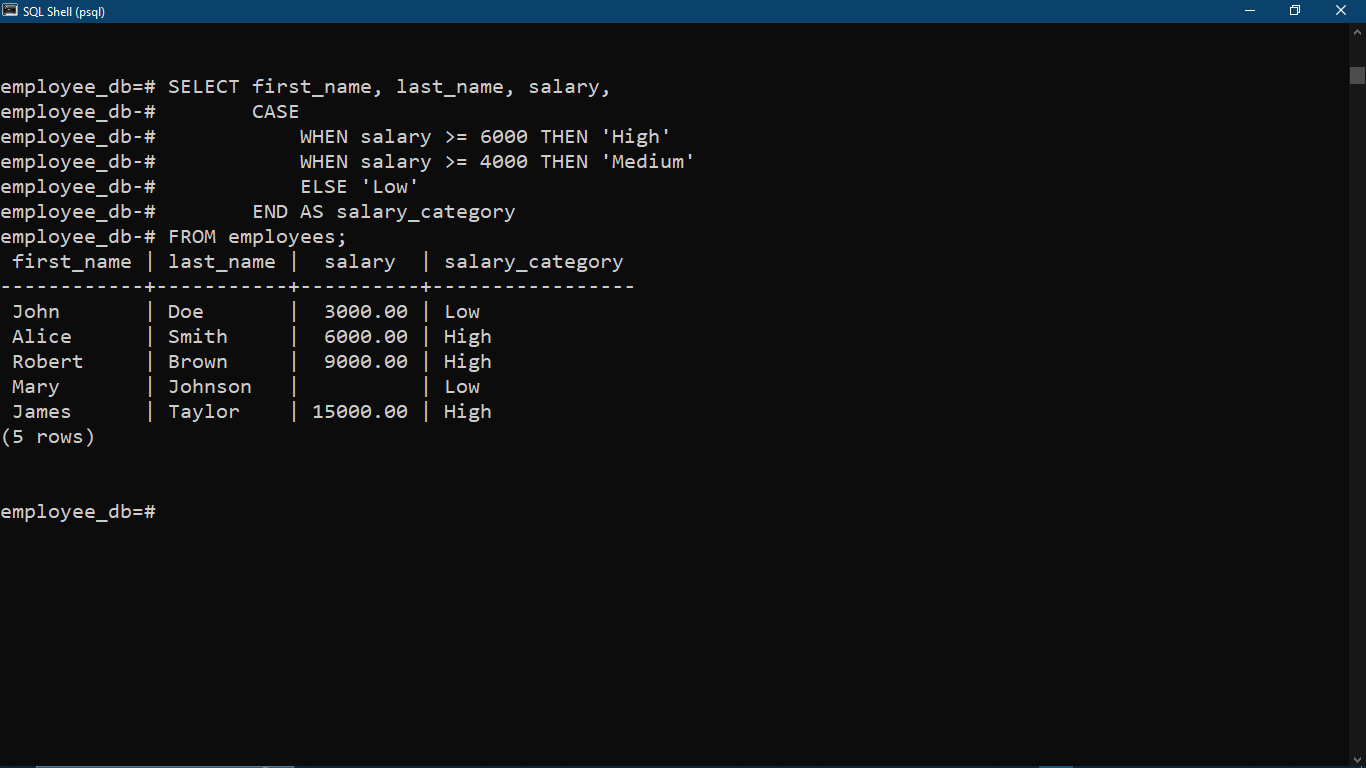 SQL Shell (psql)
employee_db=# SELECT first_name, last_name, salary,
employee_db-#        CASE
employee_db-#            WHEN salary >= 6000 THEN 'High'
employee_db-#            WHEN salary >= 4000 THEN 'Medium'
employee_db-#            ELSE 'Low'
employee_db-#        END AS salary_category
employee_db-# FROM employees;
 first_name | last_name |  salary  | salary_category
------------+-----------+----------+-----------------
 John       | Doe       |  3000.00 | Low
 Alice      | Smith     |  6000.00 | High
 Robert     | Brown     |  9000.00 | High
 Mary       | Johnson   |          | Low
 James      | Taylor    | 15000.00 | High
(5 rows)
employee_db=#